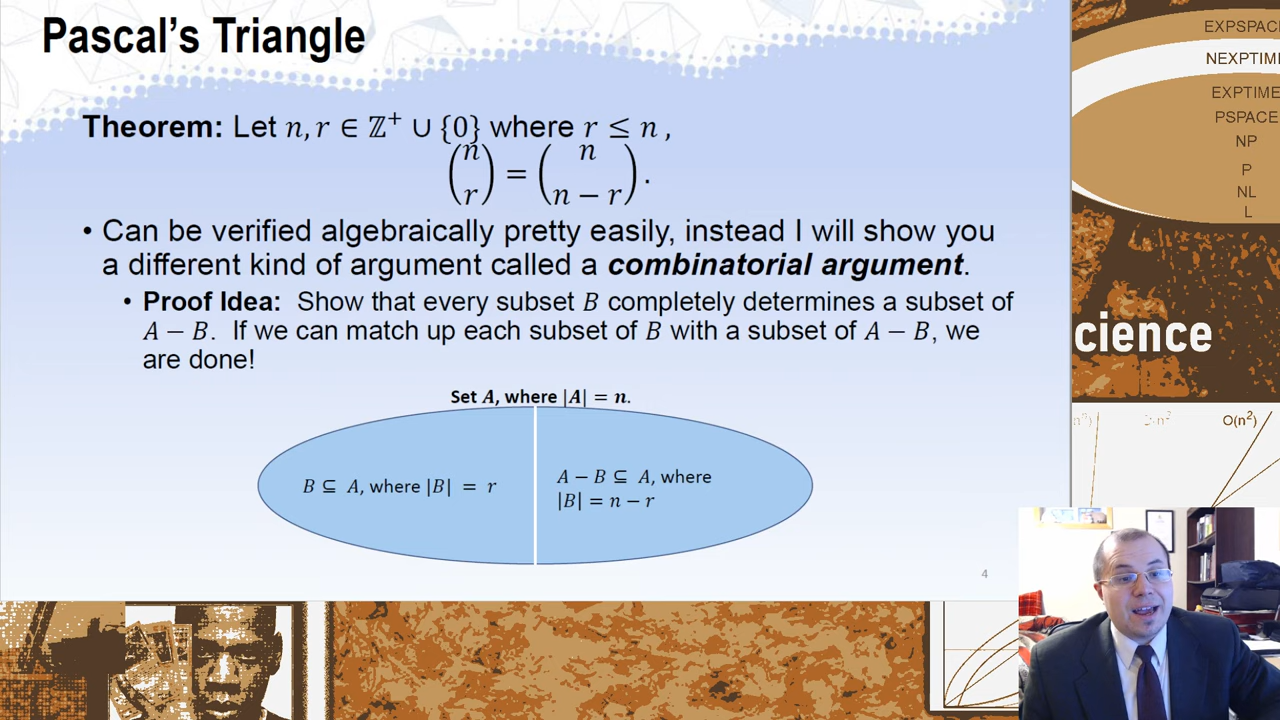 Pascal's Triangle
Theorem: Let n, r ∈ ℤ⁺ ∪ {0} where r ≤ n ,
(n r) = (n n − r).
• Can be verified algebraically pretty easily, instead I will show you
a different kind of argument called a combinatorial argument.
• Proof Idea: Show that every subset B completely determines a subset of
A − B. If we can match up each subset of B with a subset of A − B, we
are done!
Set A, where |A| = n.
B ⊆ A, where |B| = r
A − B ⊆ A, where
|B| = n − r
4
EXPSPAC
NEXPTIM
EXPTIME
PSPACE
NP
P
NL
L
cience
O(n²)